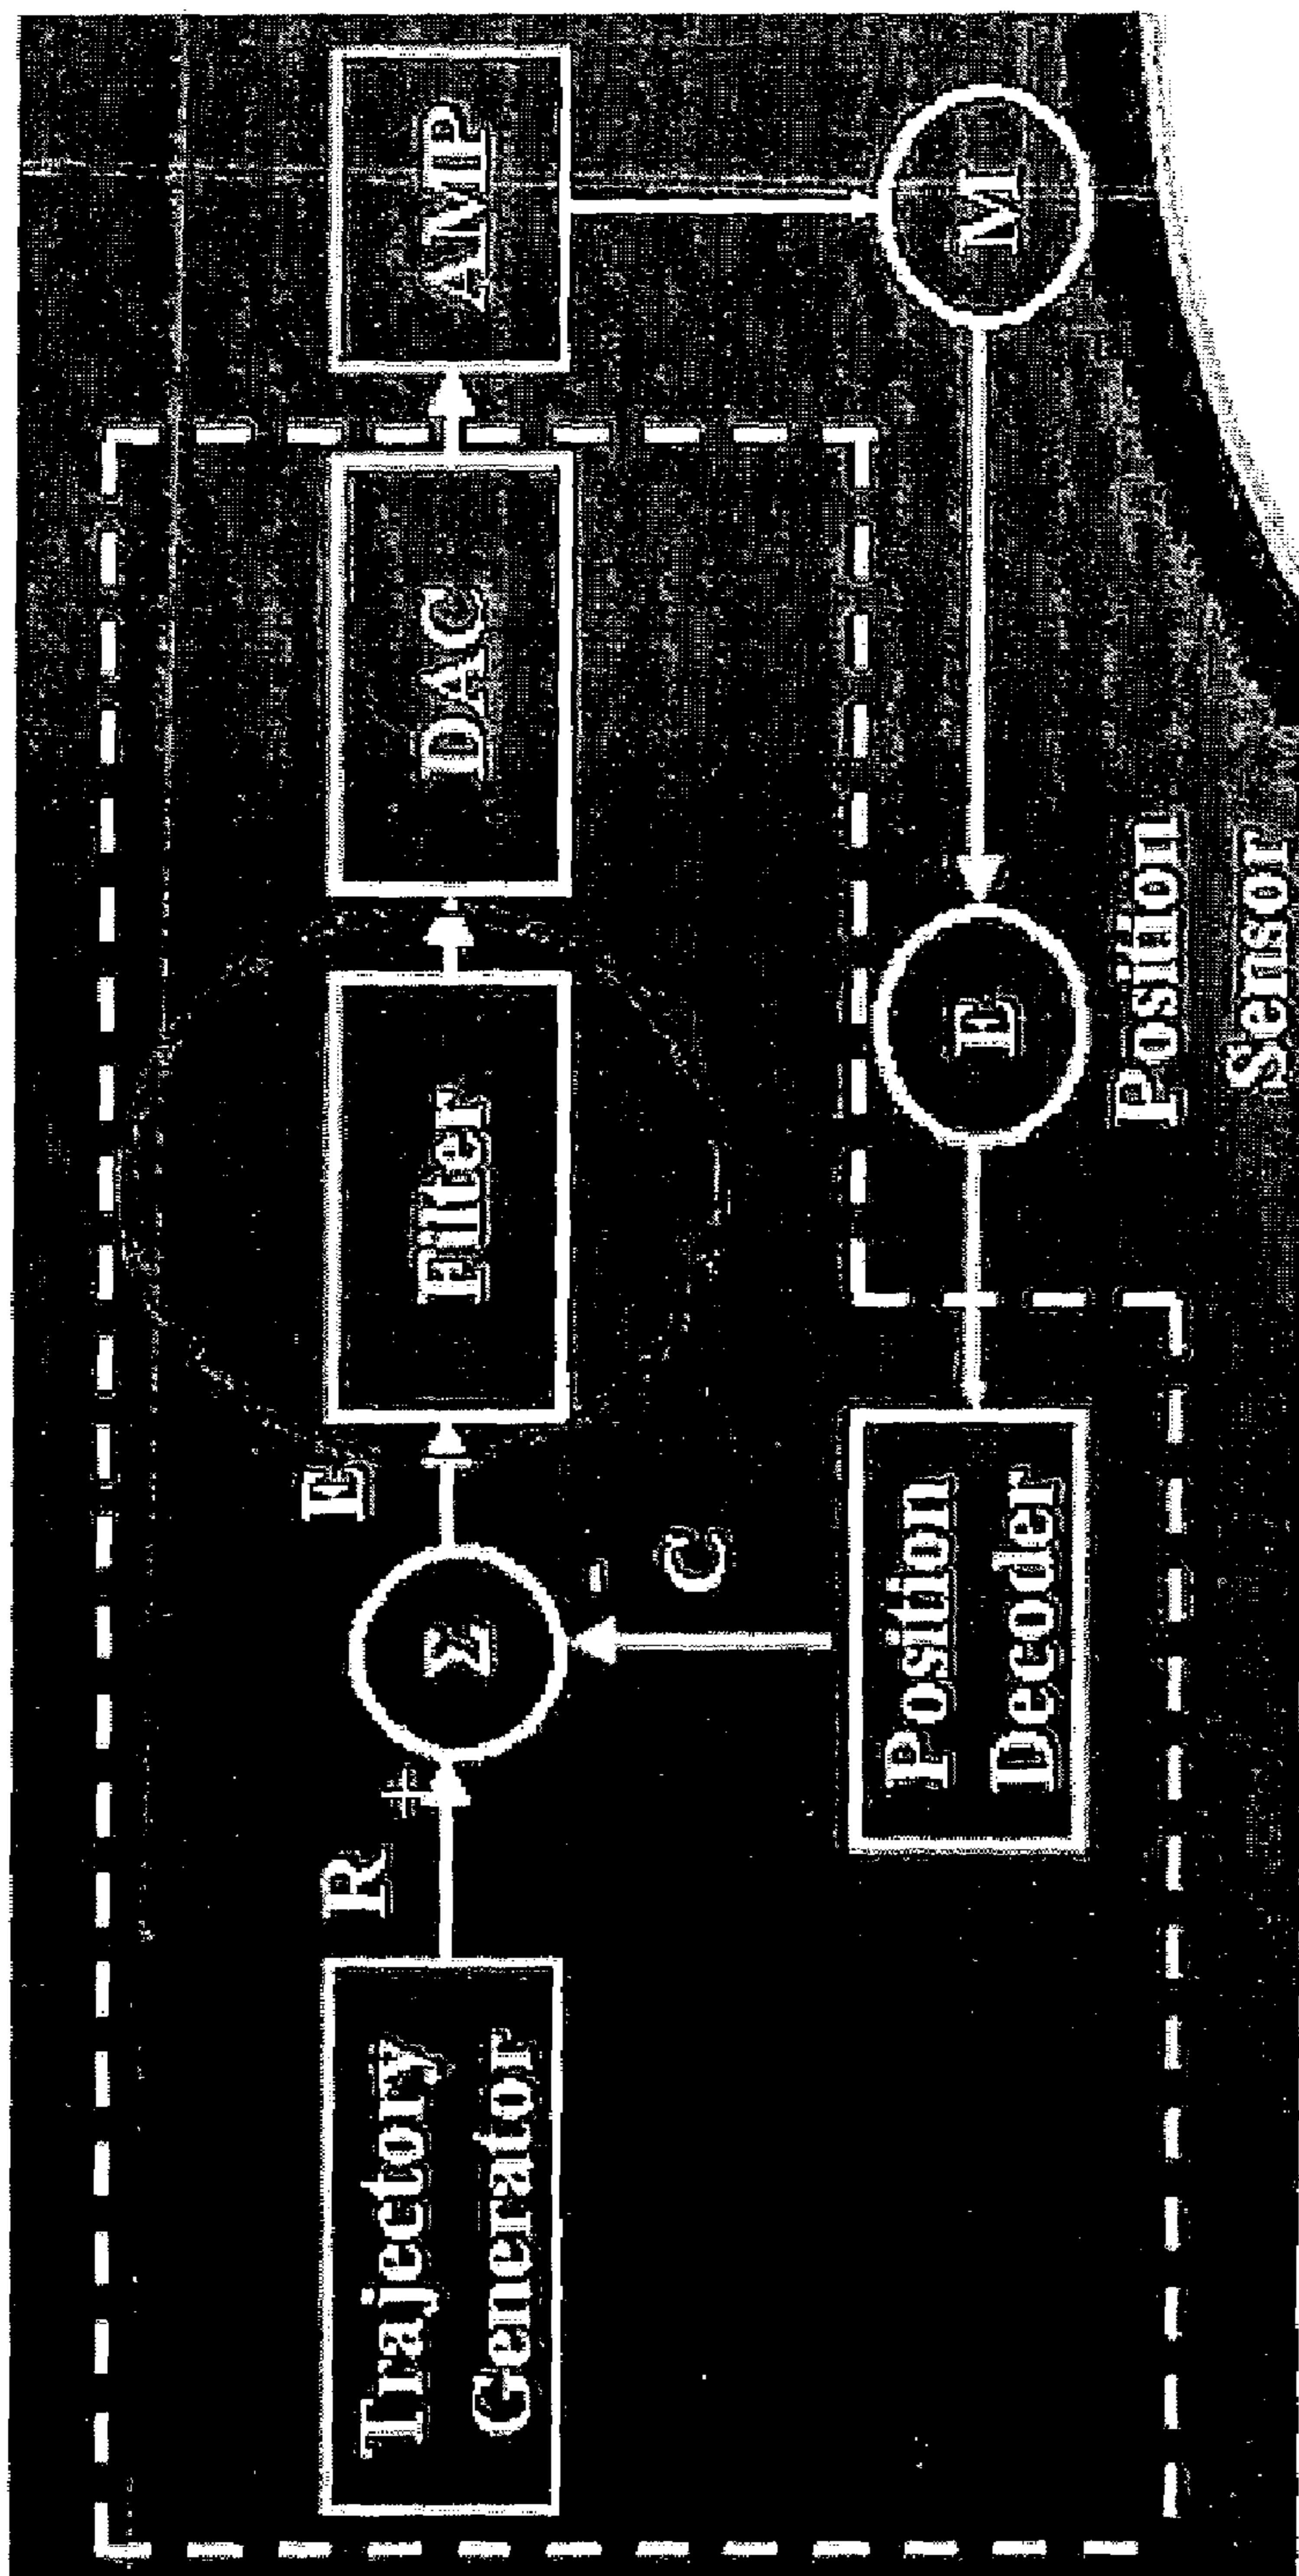 Trajectory
Generator
R
+
Σ
E
-
C
Filter
DAC
AMP
M
E
Position
Sensor
Position
Decoder